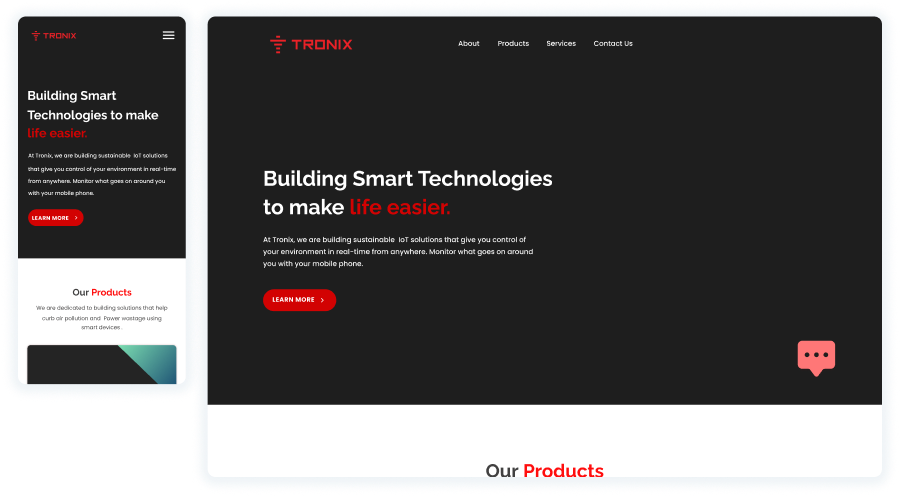 TRONIX
Building Smart
Technologies to make
life easier.
At Tronix, we are building sustainable IoT solutions
that give you control of your environment in real-time
from anywhere. Monitor what goes on around you
with your mobile phone.
LEARN MORE >
Our Products
We are dedicated to building solutions that help
curb air pollution and Power wastage using
smart devices .
TRONIX
About Products Services Contact Us
Building Smart Technologies
to make life easier.
At Tronix, we are building sustainable IoT solutions that give you control of
your environment in real-time from anywhere. Monitor what goes on around
you with your mobile phone.
LEARN MORE >
Our Products